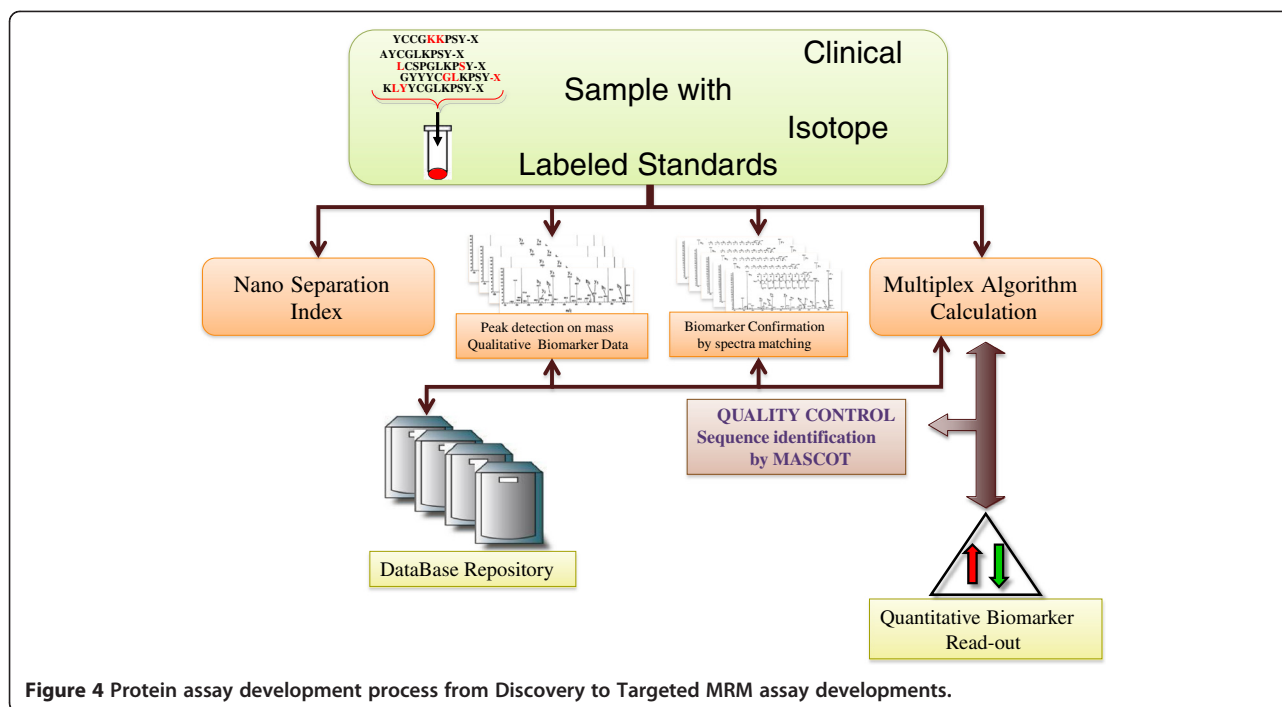 YCCGKKPSY-X
AYCGLKPSY-X
LCSPGLKPSY-X
GYYYCGLKPSY-X
KLYYCGLKPSY-X
Clinical
Sample with
Isotope
Labeled Standards
Nano Separation
Index
Peak detection on mass
Qualitative Biomarker Data
Biomarker Confirmation
by spectra matching
Multiplex Algorithm
Calculation
QUALITY CONTROL
Sequence identification
by MASCOT
DataBase Repository
Quantitative Biomarker
Read-out
Figure 4 Protein assay development process from Discovery to Targeted MRM assay developments.